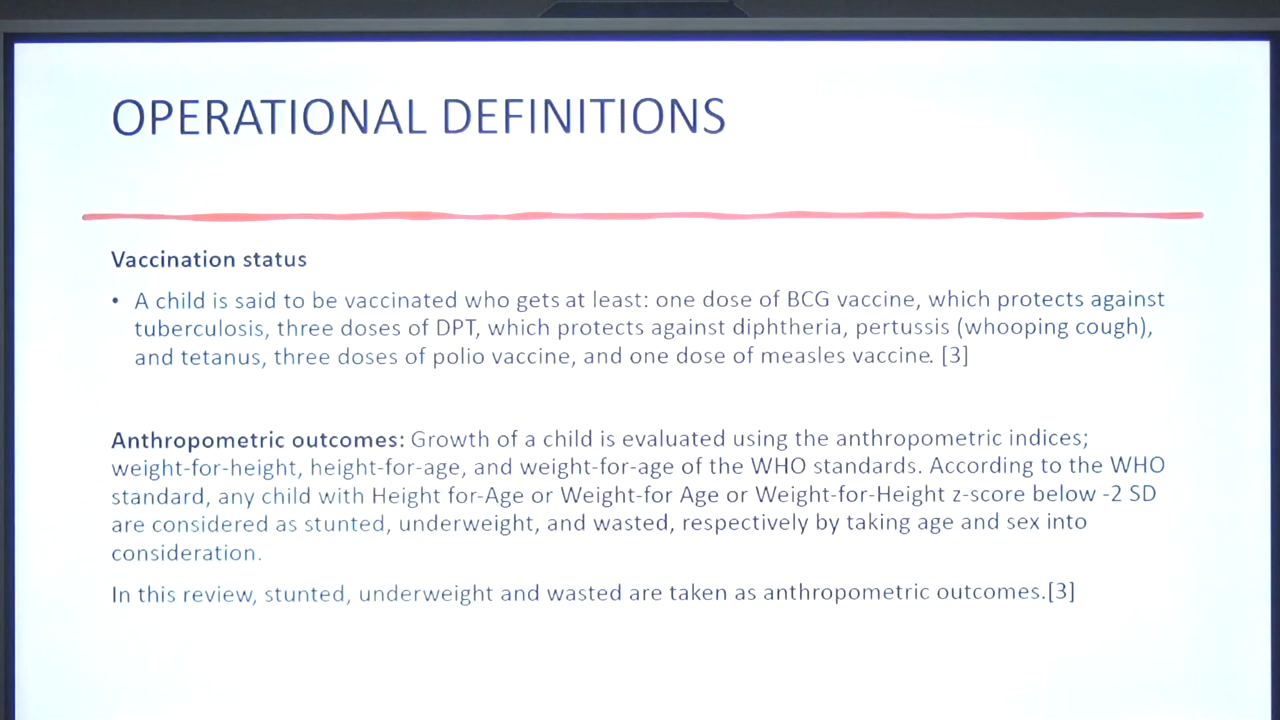 OPERATIONAL DEFINITIONS
Vaccination status
• A child is said to be vaccinated who gets at least: one dose of BCG vaccine, which protects against
tuberculosis, three doses of DPT, which protects against diphtheria, pertussis (whooping cough),
and tetanus, three doses of polio vaccine, and one dose of measles vaccine. [3]
Anthropometric outcomes: Growth of a child is evaluated using the anthropometric indices;
weight-for-height, height-for-age, and weight-for-age of the WHO standards. According to the WHO
standard, any child with Height for-Age or Weight-for Age or Weight-for-Height z-score below -2 SD
are considered as stunted, underweight, and wasted, respectively by taking age and sex into
consideration.
In this review, stunted, underweight and wasted are taken as anthropometric outcomes.[3]